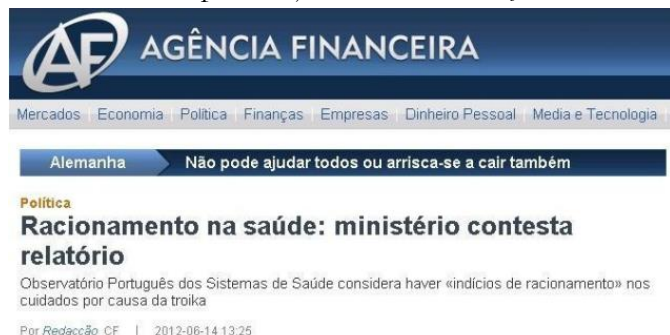 AF AGÊNCIA FINANCEIRA
Mercados Economia Política Finanças Empresas Dinheiro Pessoal Media e Tecnologia
Alemanha Não pode ajudar todos ou arrisca-se a cair também
Política
Racionamento na saúde: ministério contesta
relatório
Observatório Português dos Sistemas de Saúde considera haver «indícios de racionamento» nos
cuidados por causa da troika
Por Redacção CF | 2012-06-14 13:25